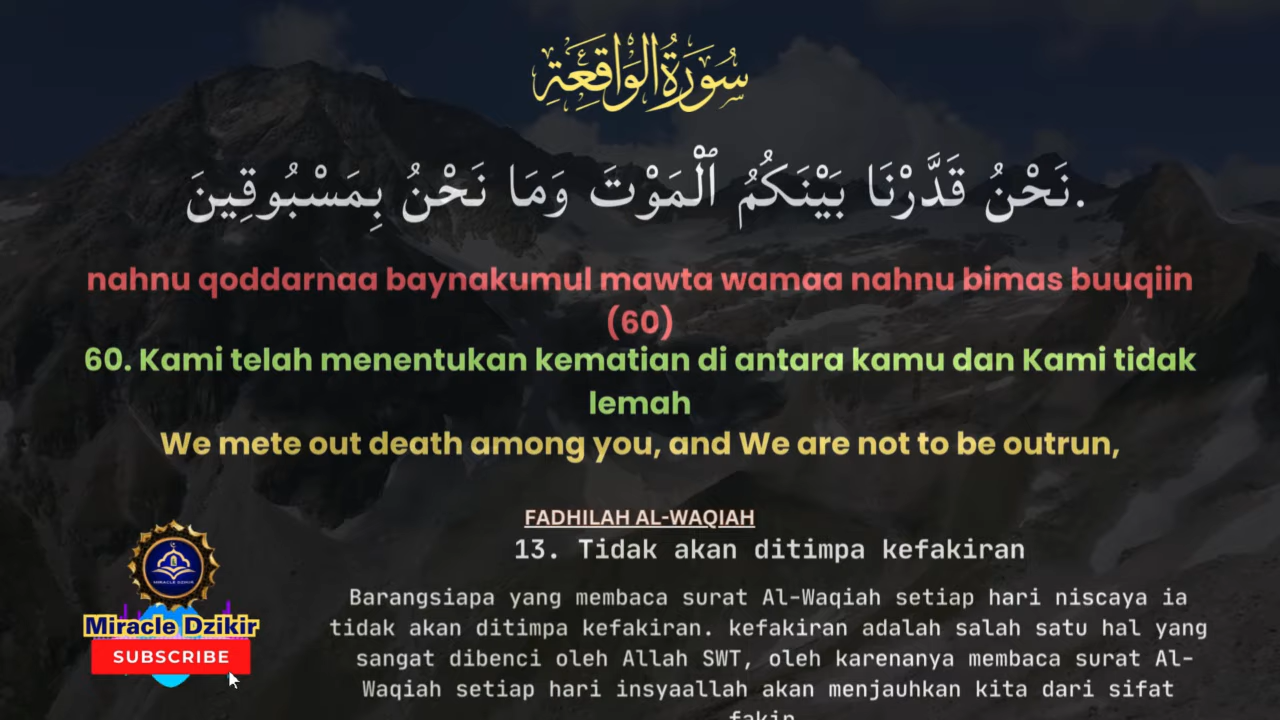 سُورَةُ الْوَاقِعَةِ
نَحْنُ قَدَّرْنَا بَيْنَكُمُ ٱلْمَوْتَ وَمَا نَحْنُ بِمَسْبُوقِينَ.
nahnu qoddarnaa baynakumul mawta wamaa nahnu bimas buuqiin
(60)
60. Kami telah menentukan kematian di antara kamu dan Kami tidak
lemah
We mete out death among you, and We are not to be outrun,
FADHILAH AL-WAQIAH
13. Tidak akan ditimpa kefakiran
Barangsiapa yang membaca surat Al-Waqiah setiap hari niscaya ia
tidak akan ditimpa kefakiran. kefakiran adalah salah satu hal yang
sangat dibenci oleh Allah SWT, oleh karenanya membaca surat Al-
Waqiah setiap hari insyaallah akan menjauhkan kita dari sifat
fakir
MIRACLE DZIKIR
Miracle Dzikir
SUBSCRIBE